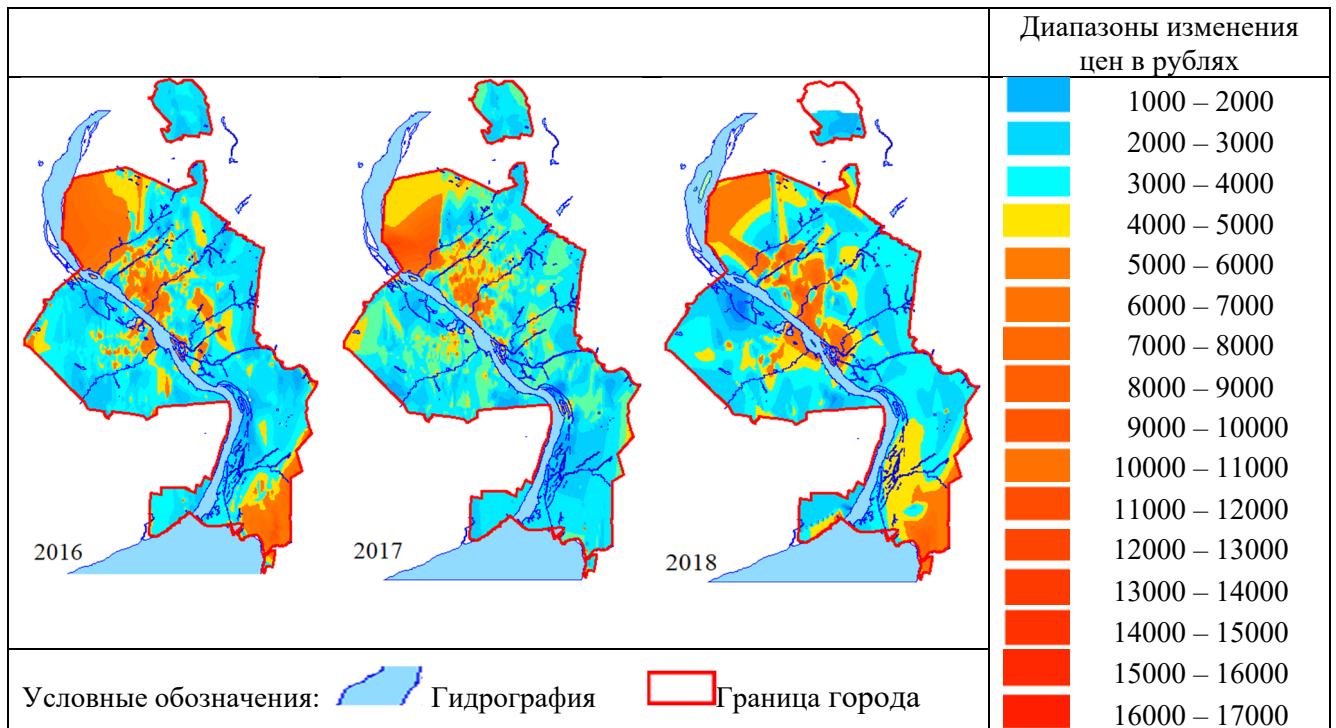 Диапазоны изменения
цен в рублях
1000 – 2000
2000 – 3000
3000 – 4000
4000 – 5000
5000 – 6000
6000 – 7000
7000 – 8000
8000 – 9000
9000 – 10000
10000 – 11000
11000 – 12000
12000 – 13000
13000 – 14000
14000 – 15000
15000 – 16000
16000 – 17000
2016
2017
2018
Условные обозначения: Гидрография Граница города